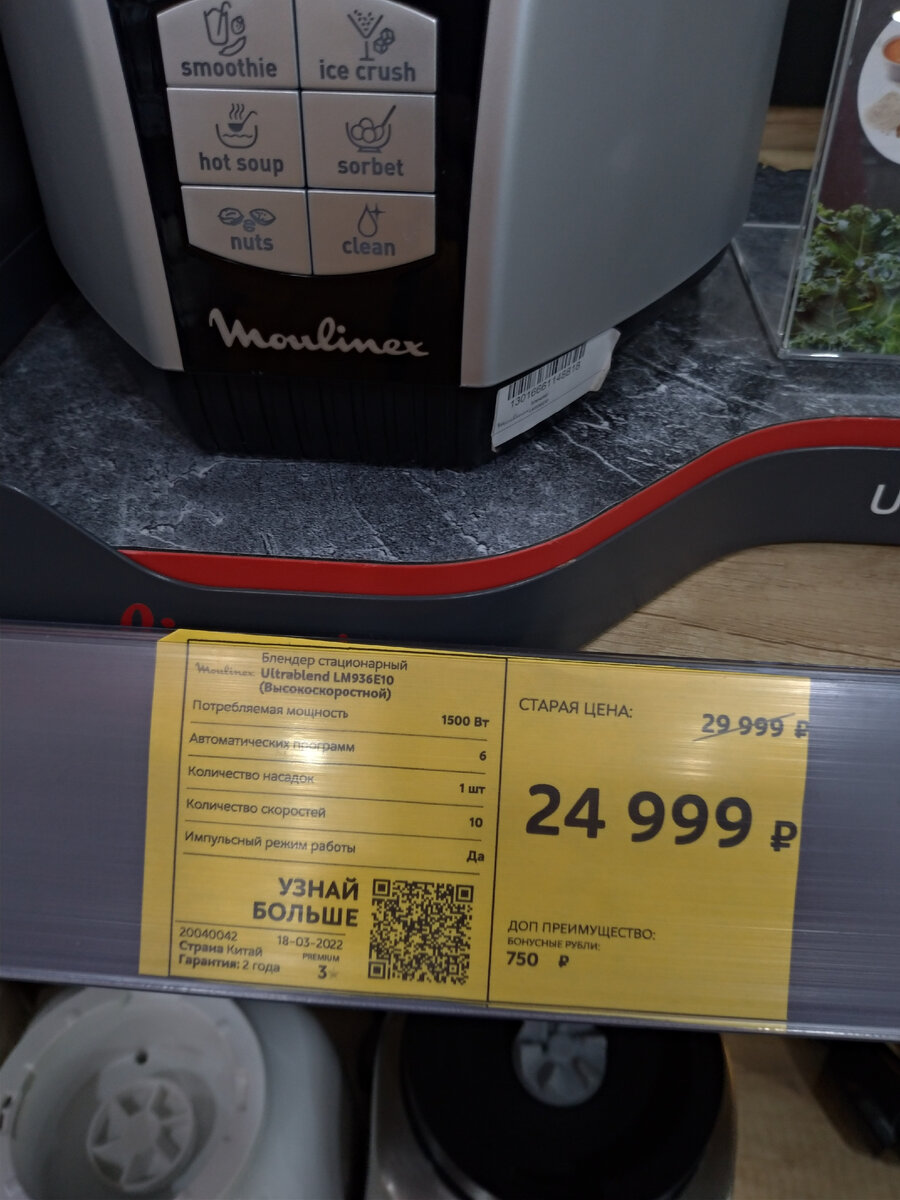 smoothie
ice crush
hot soup
sorbet
nuts
clean
Moulinex
13016661148818
U
Moulinex
Блендер стационарный
Ultrablend LM936E10
(Высокоскоростной)
Потребляемая мощность 1500 Вт
Автоматических программ 6
Количество насадок 1 шт
Количество скоростей 10
Импульсный режим работы Да
УЗНАЙ
БОЛЬШЕ
20040042 18-03-2022
Страна Китай PREMIUM
Гарантия: 2 года 3
СТАРАЯ ЦЕНА:
29 999 ₽
24 999 ₽
ДОП ПРЕИМУЩЕСТВО:
БОНУСНЫЕ РУБЛИ:
750 ₽